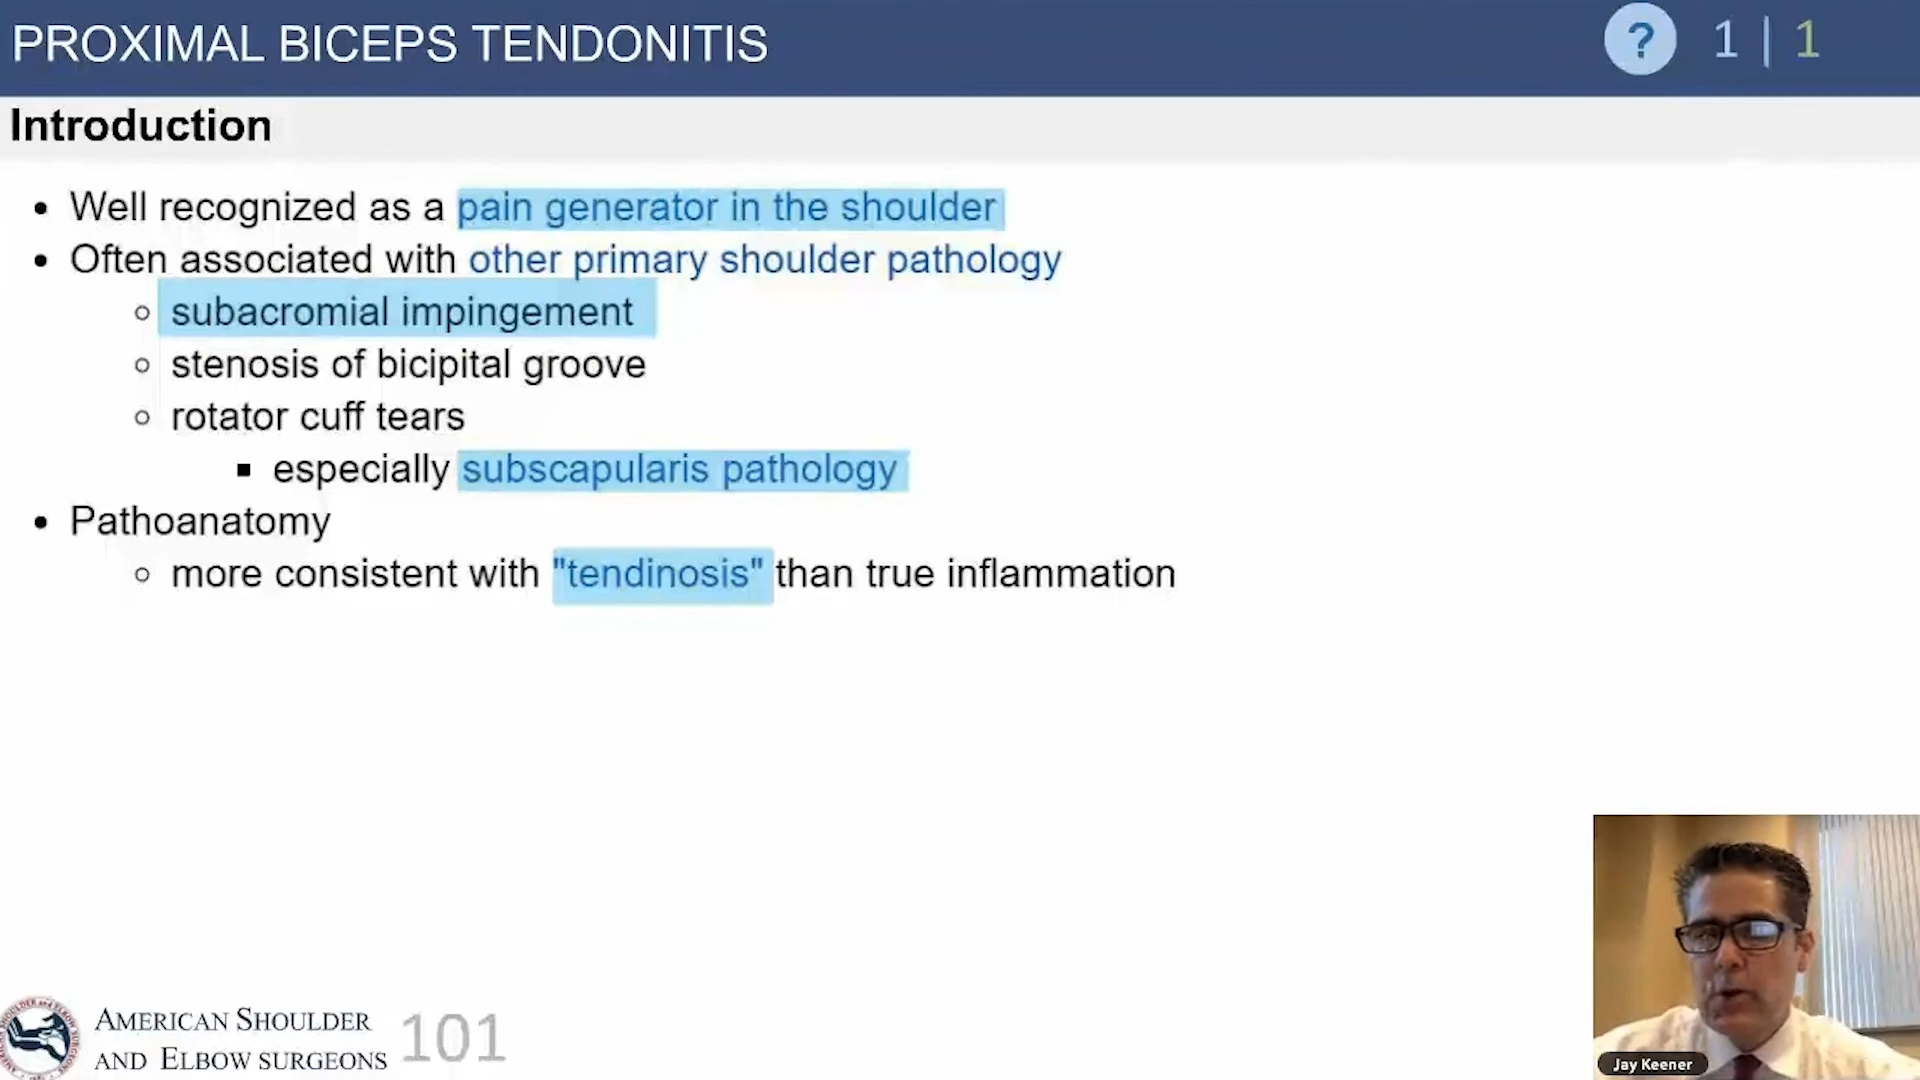 PROXIMAL BICEPS TENDONITIS
? 1 | 1
Introduction
• Well recognized as a pain generator in the shoulder
• Often associated with other primary shoulder pathology
○ subacromial impingement
○ stenosis of bicipital groove
○ rotator cuff tears
▪ especially subscapularis pathology
• Pathoanatomy
○ more consistent with "tendinosis" than true inflammation
AMERICAN SHOULDER
AND ELBOW SURGEONS
101
Jay Keener